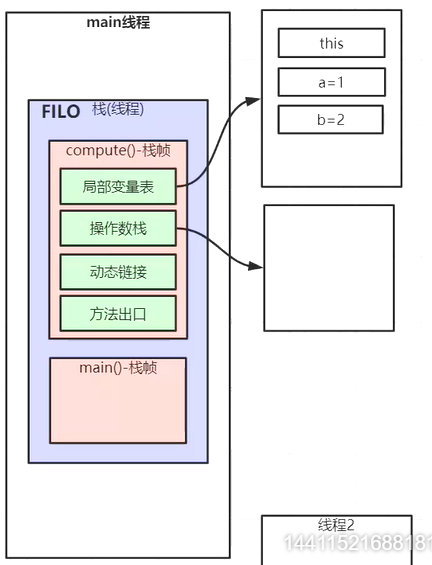 main线程
FILO 栈(线程)
compute()-栈帧
局部变量表
操作数栈
动态链接
方法出口
main()-栈帧
this
a=1
b=2
线程2
14411521688181